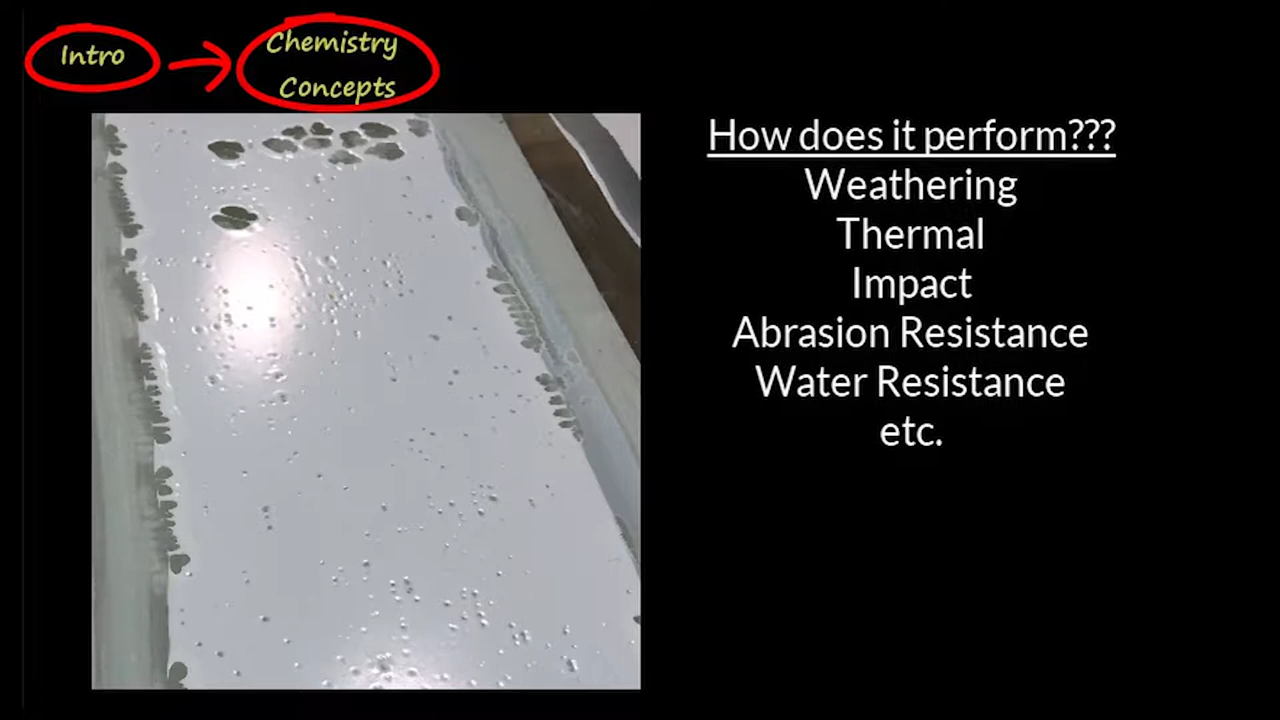 Intro
Chemistry
Concepts
How does it perform???
Weathering
Thermal
Impact
Abrasion Resistance
Water Resistance
etc.